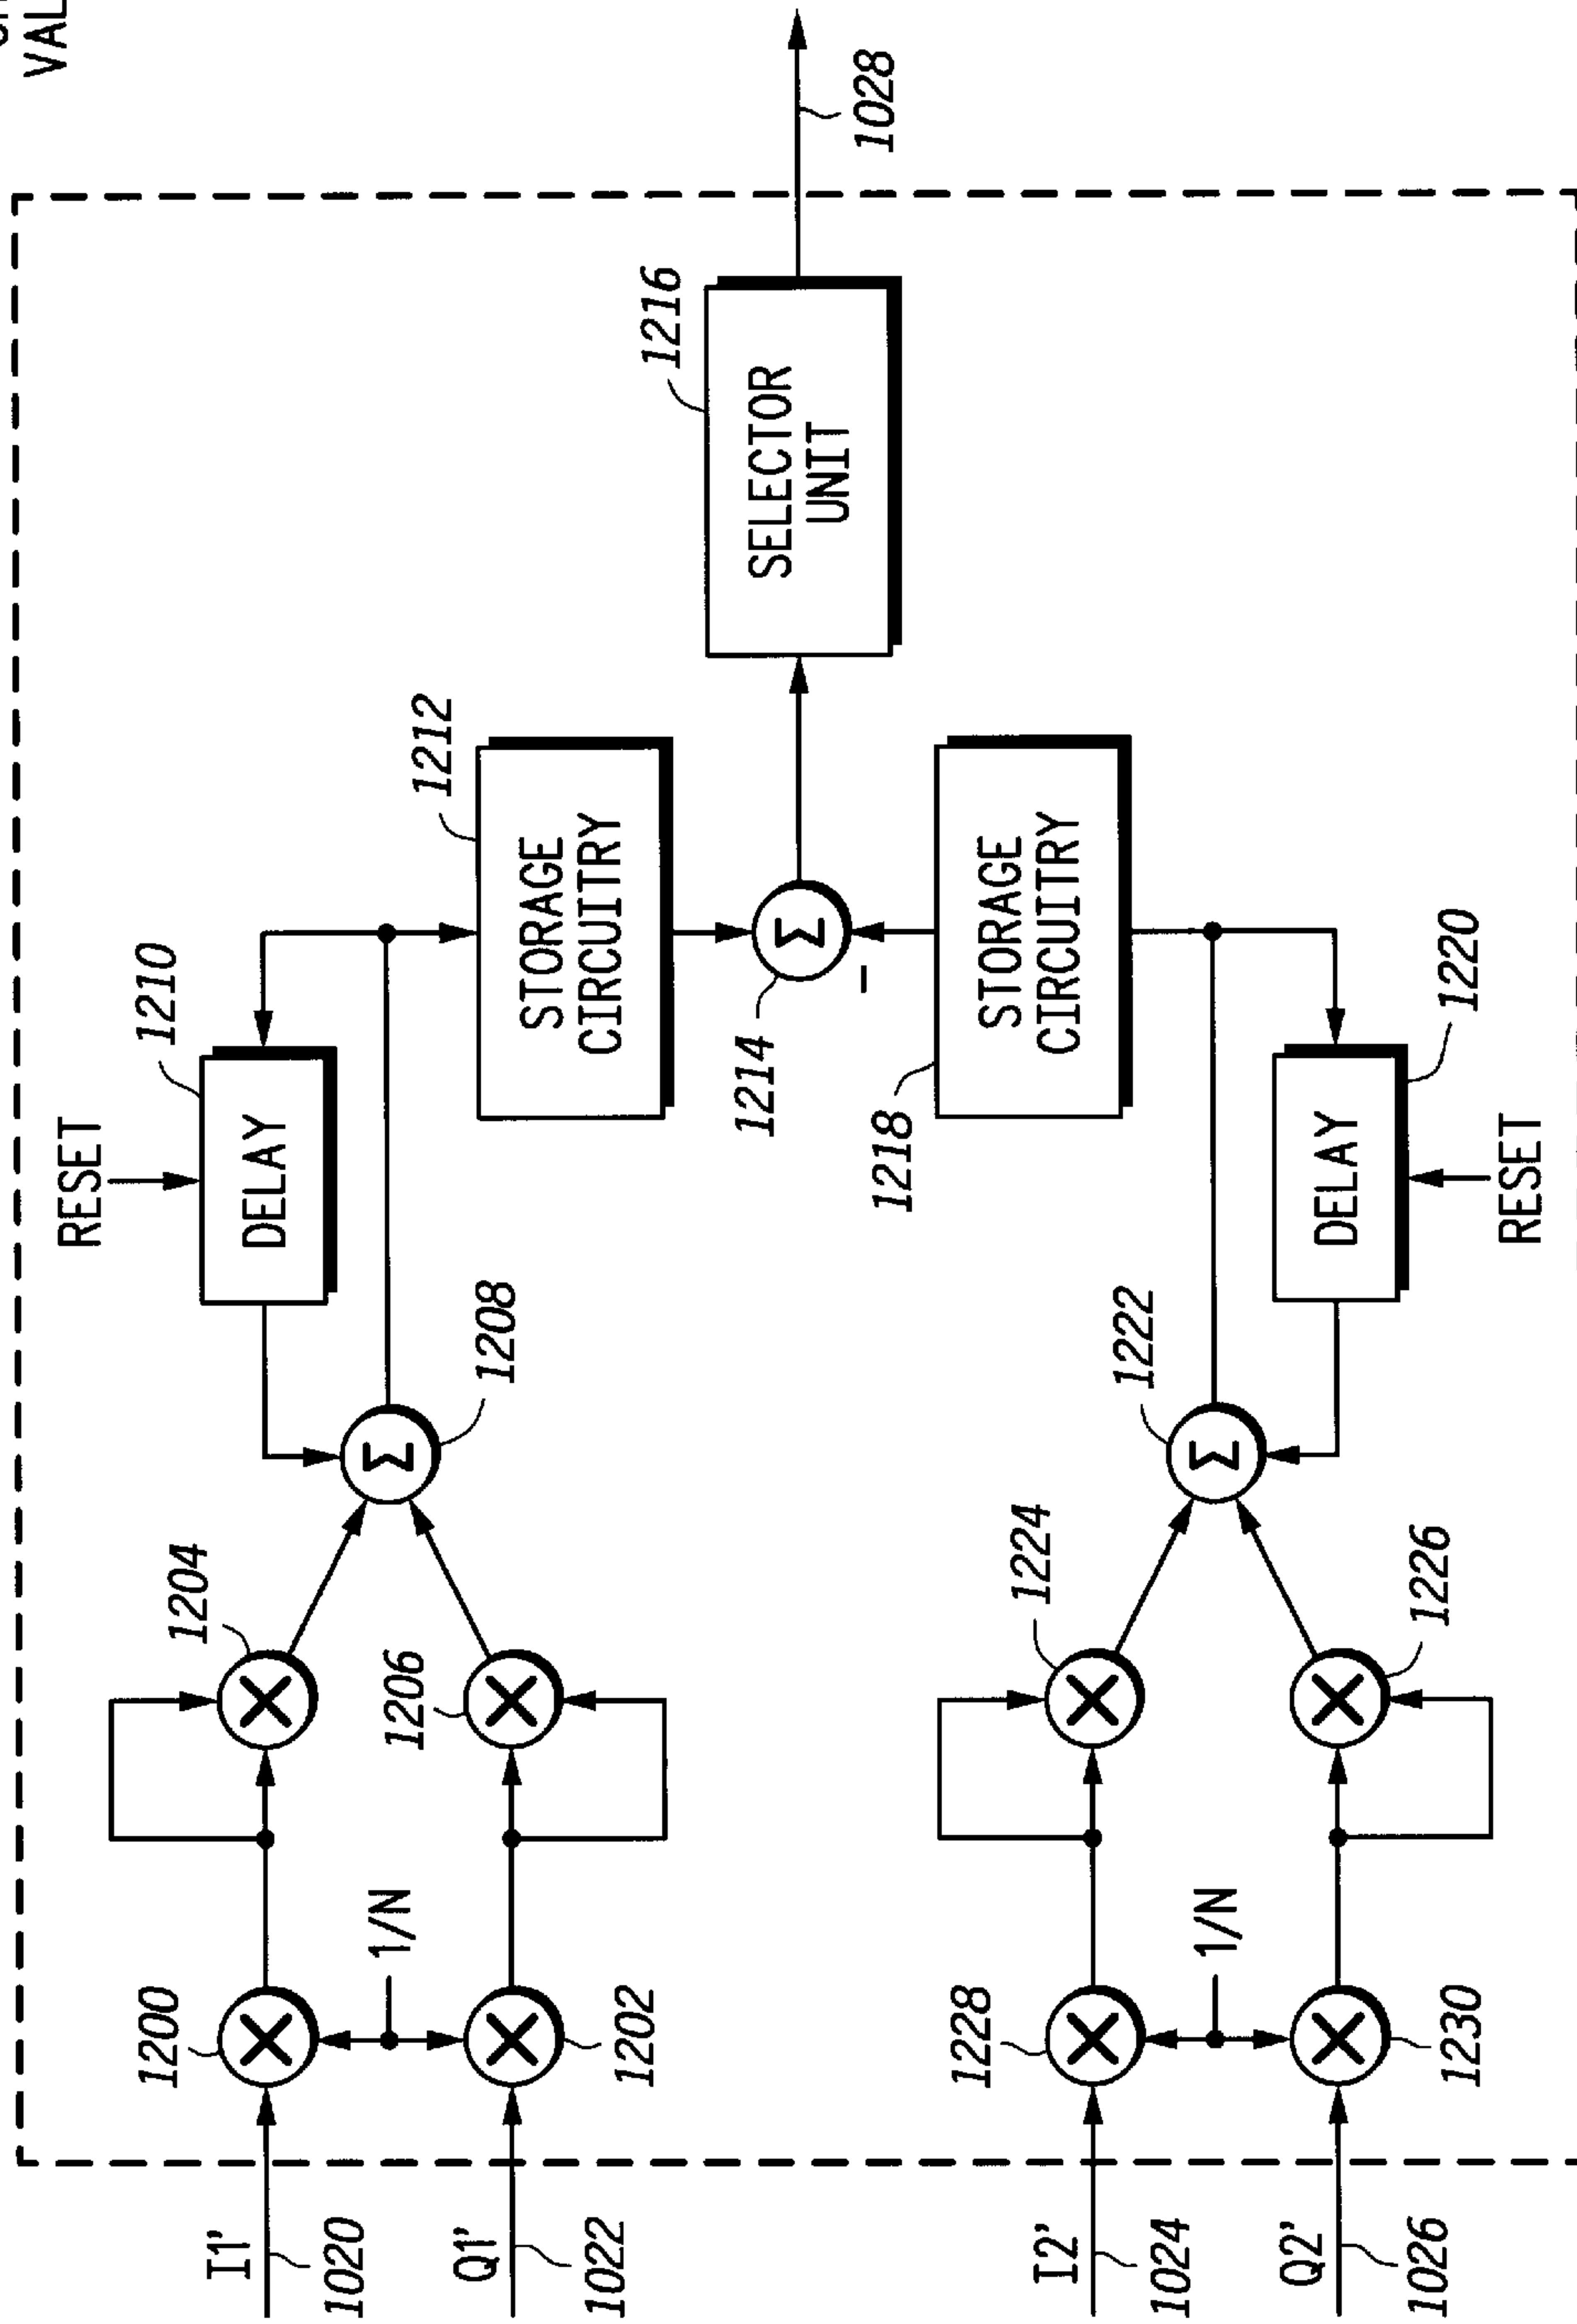 VAL
RESET
1200
1204
1210
I1'
DELAY
1020
1/N
1206
1212
Σ
1208
Q1'
STORAGE
CIRCUITRY
1022
1202
1216
1214
SELECTOR
UNIT
Σ
−
1028
1218
1228
STORAGE
CIRCUITRY
1224
I2'
1222
1024
1/N
Σ
Q2'
DELAY
1026
1226
1230
1220
RESET